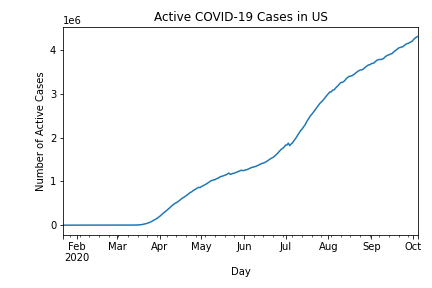 Active COVID-19 Cases in US
1e6
4
3
2
1
0
Number of Active Cases
Feb Mar Apr May Jun Jul Aug Sep Oct
2020
Day